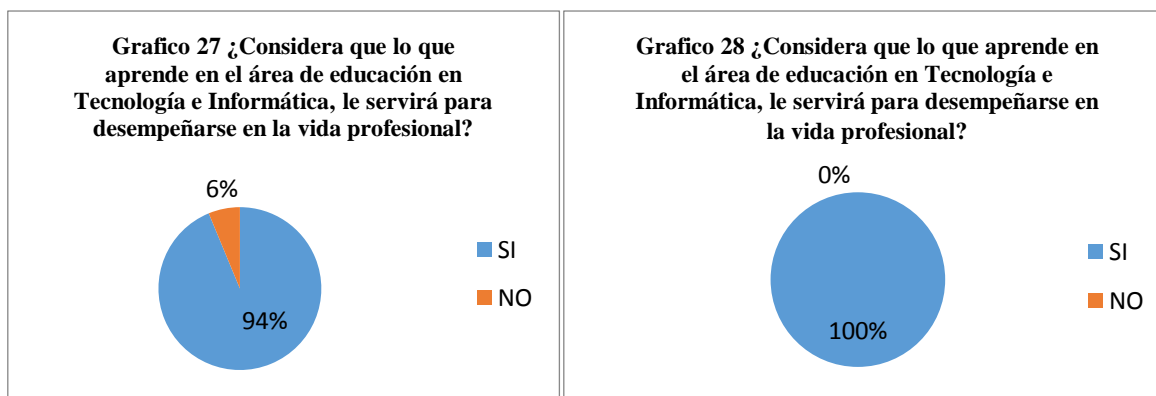 Grafico 27 ¿Considera que lo que
aprende en el área de educación en
Tecnología e Informática, le servirá para
desempeñarse en la vida profesional?
6%
94%
SI
NO
Grafico 28 ¿Considera que lo que aprende en
el área de educación en Tecnología e
Informática, le servirá para desempeñarse en
la vida profesional?
0%
100%
SI
NO